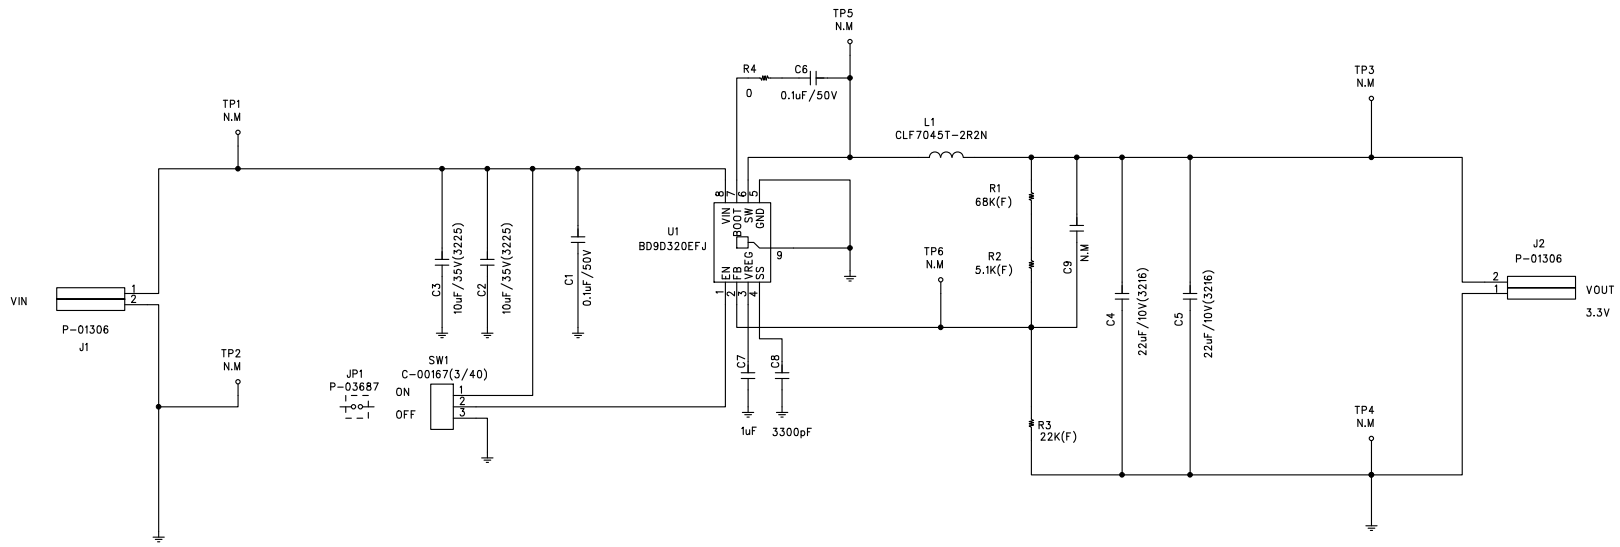 TP5
N.M
R4
0
C6
0.1uF/50V
TP3
N.M
TP1
N.M
L1
CLF7045T-2R2N
8
7
6
5
VIN
BOOT
SW
GND
U1
BD9D320EFJ
9
EN
FB
VREG
SS
1
2
3
4
R1
68K(F)
R2
5.1K(F)
C9
N.M
TP6
N.M
C3
10uF/35V(3225)
C2
10uF/35V(3225)
C1
0.1uF/50V
C4
22uF/10V(3216)
C5
22uF/10V(3216)
J2
P-01306
2
1
VOUT
3.3V
VIN
1
2
P-01306
J1
TP2
N.M
JP1
P-03687
SW1
C-00167(3/40)
ON
OFF
1
2
3
C7
1uF
C8
3300pF
R3
22K(F)
TP4
N.M